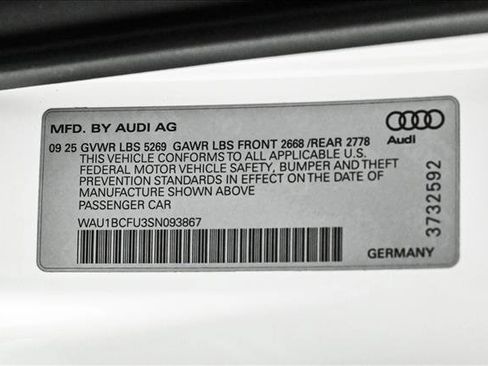 MFD. BY AUDI AG
Audi
09 25 GVWR LBS 5269 GAWR LBS FRONT 2668 /REAR 2778
THIS VEHICLE CONFORMS TO ALL APPLICABLE U.S.
FEDERAL MOTOR VEHICLE SAFETY, BUMPER AND THEFT
PREVENTION STANDARDS IN EFFECT ON THE DATE OF
MANUFACTURE SHOWN ABOVE
PASSENGER CAR
WAU1BCFU3SN093867
GERMANY
3732592